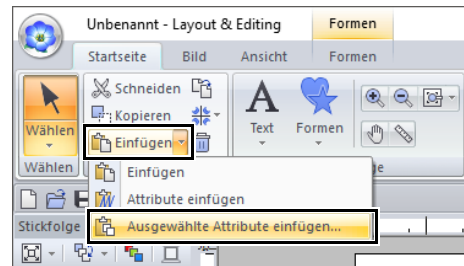 Unbenannt - Layout & Editing
Formen
Startseite Bild Ansicht Formen
Wählen
Schneiden
Kopieren
Einfügen
Text
Formen
Wählen
Einfügen
Attribute einfügen
Ausgewählte Attribute einfügen...
Stickfolge